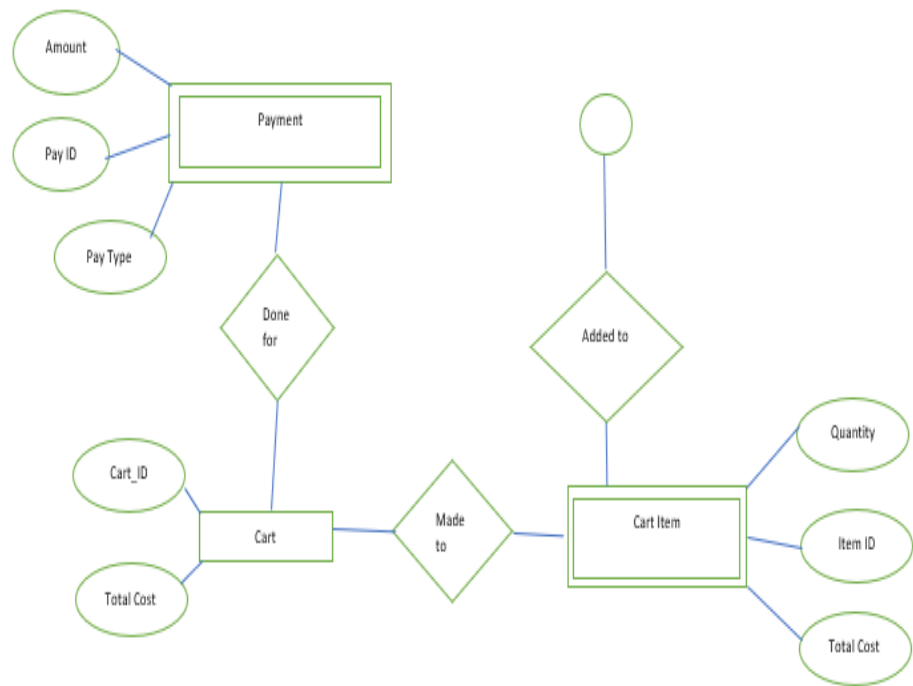 Amount
Payment
Pay ID
Pay Type
Done
for
Added to
Quantity
Cart_ID
Made
to
Cart Item
Cart
Item ID
Total Cost
Total Cost